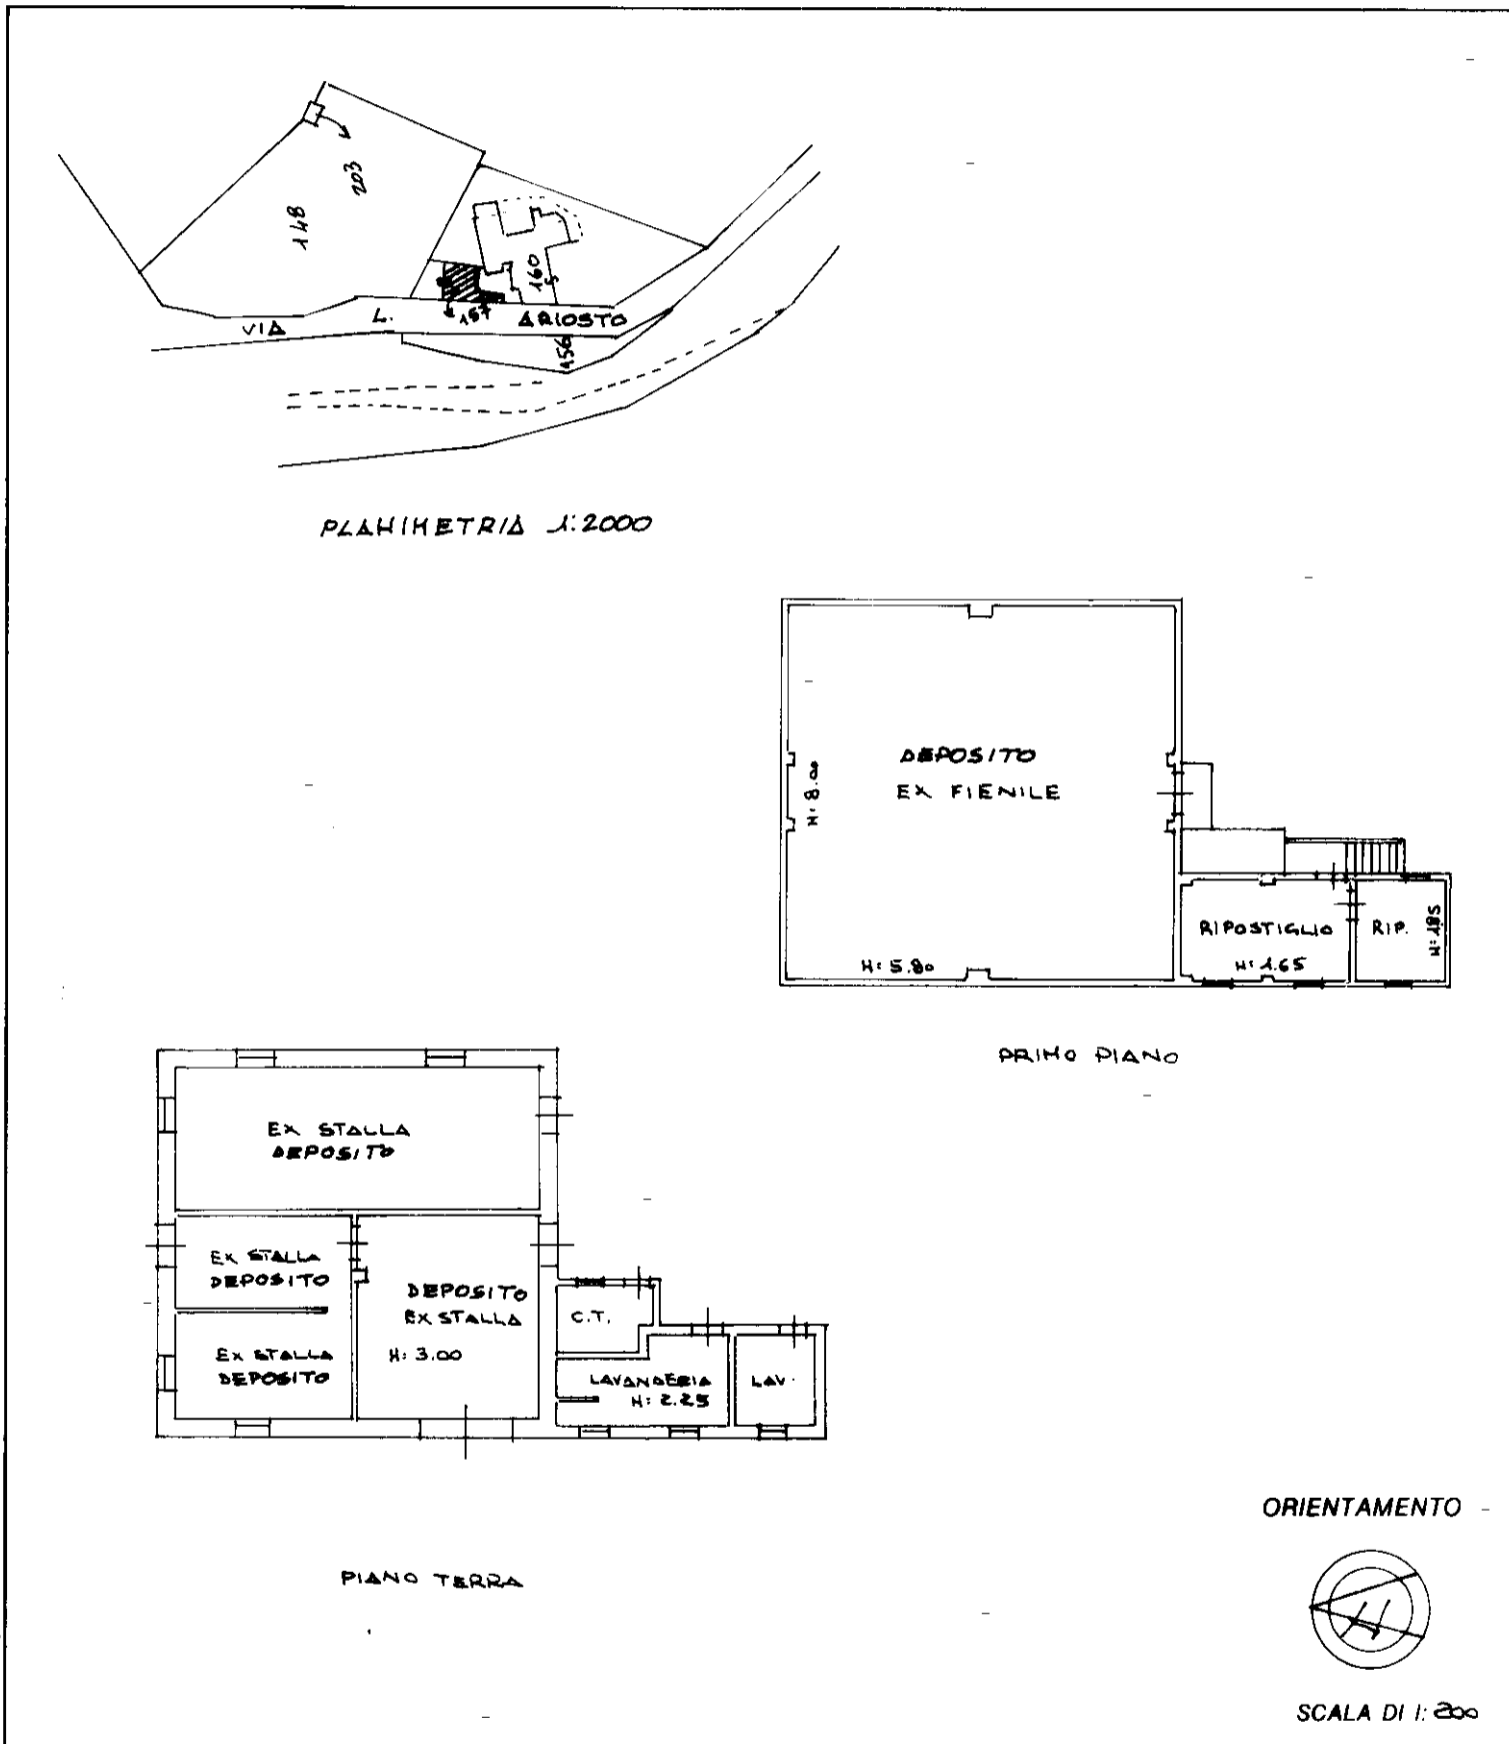 203
148
160
S
157
VIA L. ARIOSTO
156
PLANIMETRIA 1:2000
DEPOSITO
EX FIENILE
H: 8.00
H: 5.80
RIPOSTIGLIO
H: 1.65
RIP.
H: 1.85
PRIMO PIANO
EX STALLA
DEPOSITO
EX STALLA
DEPOSITO
DEPOSITO
EX STALLA
H: 3.00
EX STALLA
DEPOSITO
C.T.
LAVANDERIA
H: 2.25
LAV.
PIANO TERRA
ORIENTAMENTO
N
SCALA DI 1: 200